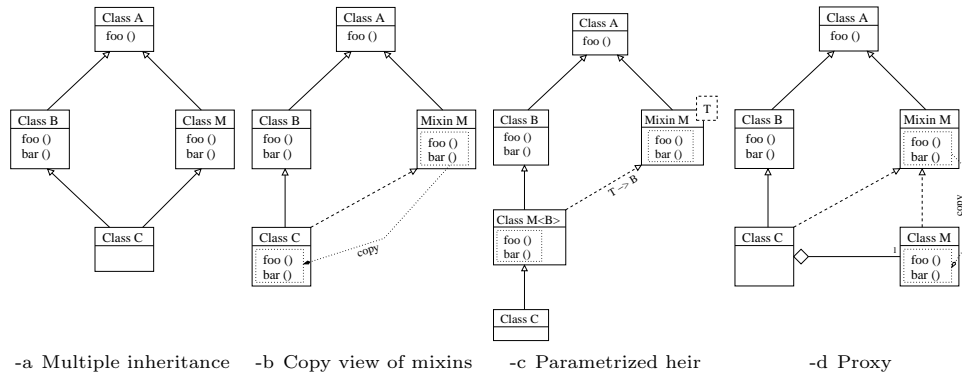 Class A
foo ()
Class B
foo ()
bar ()
Class M
foo ()
bar ()
Class C
-a Multiple inheritance
Class A
foo ()
Class B
foo ()
bar ()
Mixin M
foo ()
bar ()
Class C
foo ()
bar ()
copy
-b Copy view of mixins
Class A
foo ()
Class B
foo ()
bar ()
Mixin M
T
foo ()
bar ()
T -> B
Class M<B>
foo ()
bar ()
Class C
-c Parametrized heir
Class A
foo ()
Class B
foo ()
bar ()
Mixin M
foo ()
bar ()
copy
Class C
1
Class M
foo ()
bar ()
-d Proxy